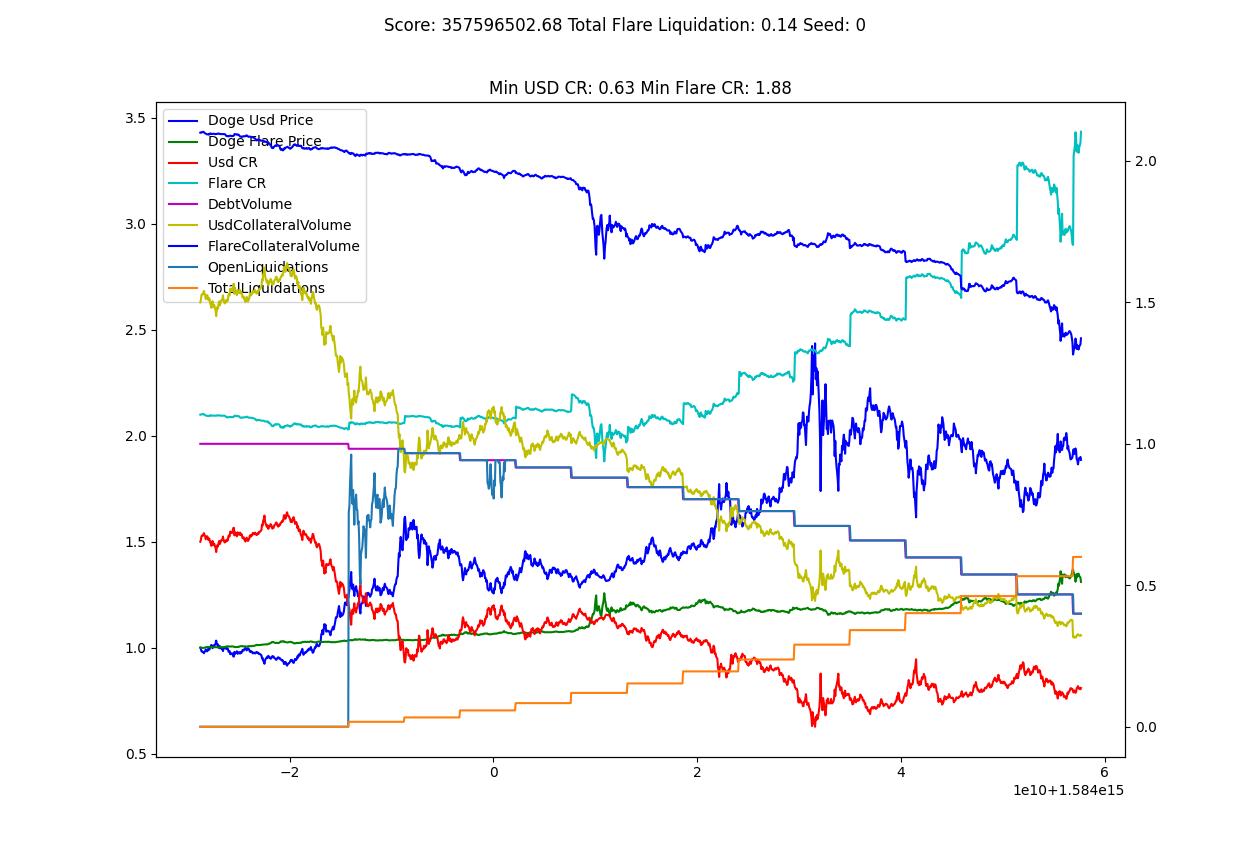 Score: 357596502.68 Total Flare Liquidation: 0.14 Seed: 0
Min USD CR: 0.63 Min Flare CR: 1.88
Doge Usd Price
Doge Flare Price
Usd CR
Flare CR
DebtVolume
UsdCollateralVolume
FlareCollateralVolume
OpenLiquidations
TotalLiquidations
3.5
3.0
2.5
2.0
1.5
1.0
0.5
2.0
1.5
1.0
0.5
0.0
−2 0 2 4 6
1e10+1.584e15